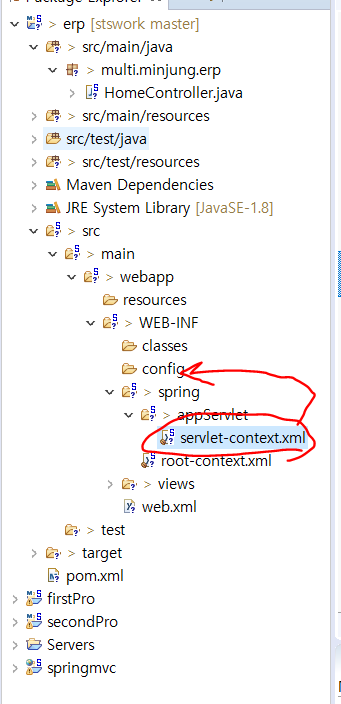 Package Explorer
> erp [stswork master]
> src/main/java
> multi.minjung.erp
> HomeController.java
> src/main/resources
src/test/java
> src/test/resources
Maven Dependencies
JRE System Library [JavaSE-1.8]
> src
> main
> webapp
resources
> WEB-INF
classes
config
> spring
> appServlet
servlet-context.xml
root-context.xml
> views
web.xml
> test
> target
pom.xml
firstPro
secondPro
Servers
springmvc